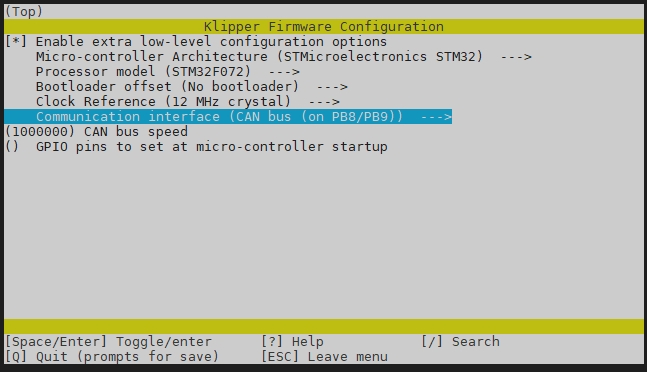 (Top)
Klipper Firmware Configuration
[*] Enable extra low-level configuration options
Micro-controller Architecture (STMicroelectronics STM32)  --->
Processor model (STM32F072)  --->
Bootloader offset (No bootloader)  --->
Clock Reference (12 MHz crystal)  --->
Communication interface (CAN bus (on PB8/PB9))  --->
(1000000) CAN bus speed
()  GPIO pins to set at micro-controller startup
[Space/Enter] Toggle/enter      [?] Help            [/] Search
[Q] Quit (prompts for save)     [ESC] Leave menu